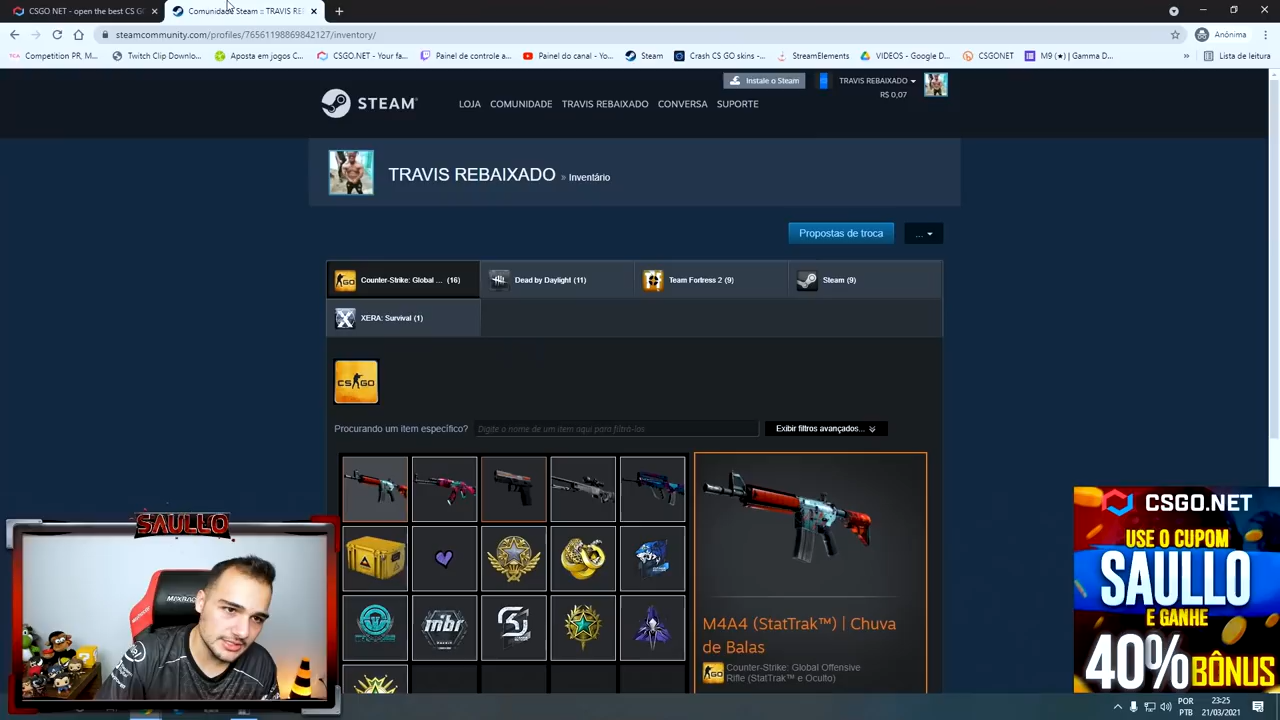 CSGO.NET - open the best CS G
Comunidade Steam :: TRAVIS RE
steamcommunity.com/profiles/76561198869842127/inventory/
Anónima
Competition PR, M...
Twitch Clip Downlo...
Aposta em jogos C...
CSGO.NET - Your fa...
Painel de controle a...
Painel do canal - Yo...
Steam
Crash CS GO skins -...
StreamElements
VIDEOS - Google D...
CSGONET
M9 (★) | Gamma D...
»
Lista de leitura
Instale o Steam
TRAVIS REBAIXADO
R$ 0,07
STEAM
LOJA
COMUNIDADE
TRAVIS REBAIXADO
CONVERSA
SUPORTE
TRAVIS REBAIXADO » Inventário
Propostas de troca
...
Counter-Strike: Global ... (16)
Dead by Daylight (11)
Team Fortress 2 (9)
Steam (9)
XERA: Survival (1)
CS GO
Procurando um item específico?
Digite o nome de um item aqui para filtrá-los
Exibir filtros avançados...
mibr
SK
M4A4 (StatTrak™) | Chuva
de Balas
Counter-Strike: Global Offensive
Rifle (StatTrak™ e Oculto)
SAULLO
CSGO.NET
USE O CUPOM
SAULLO
E GANHE
40% BÔNUS
POR
PTB
23:25
21/03/2021